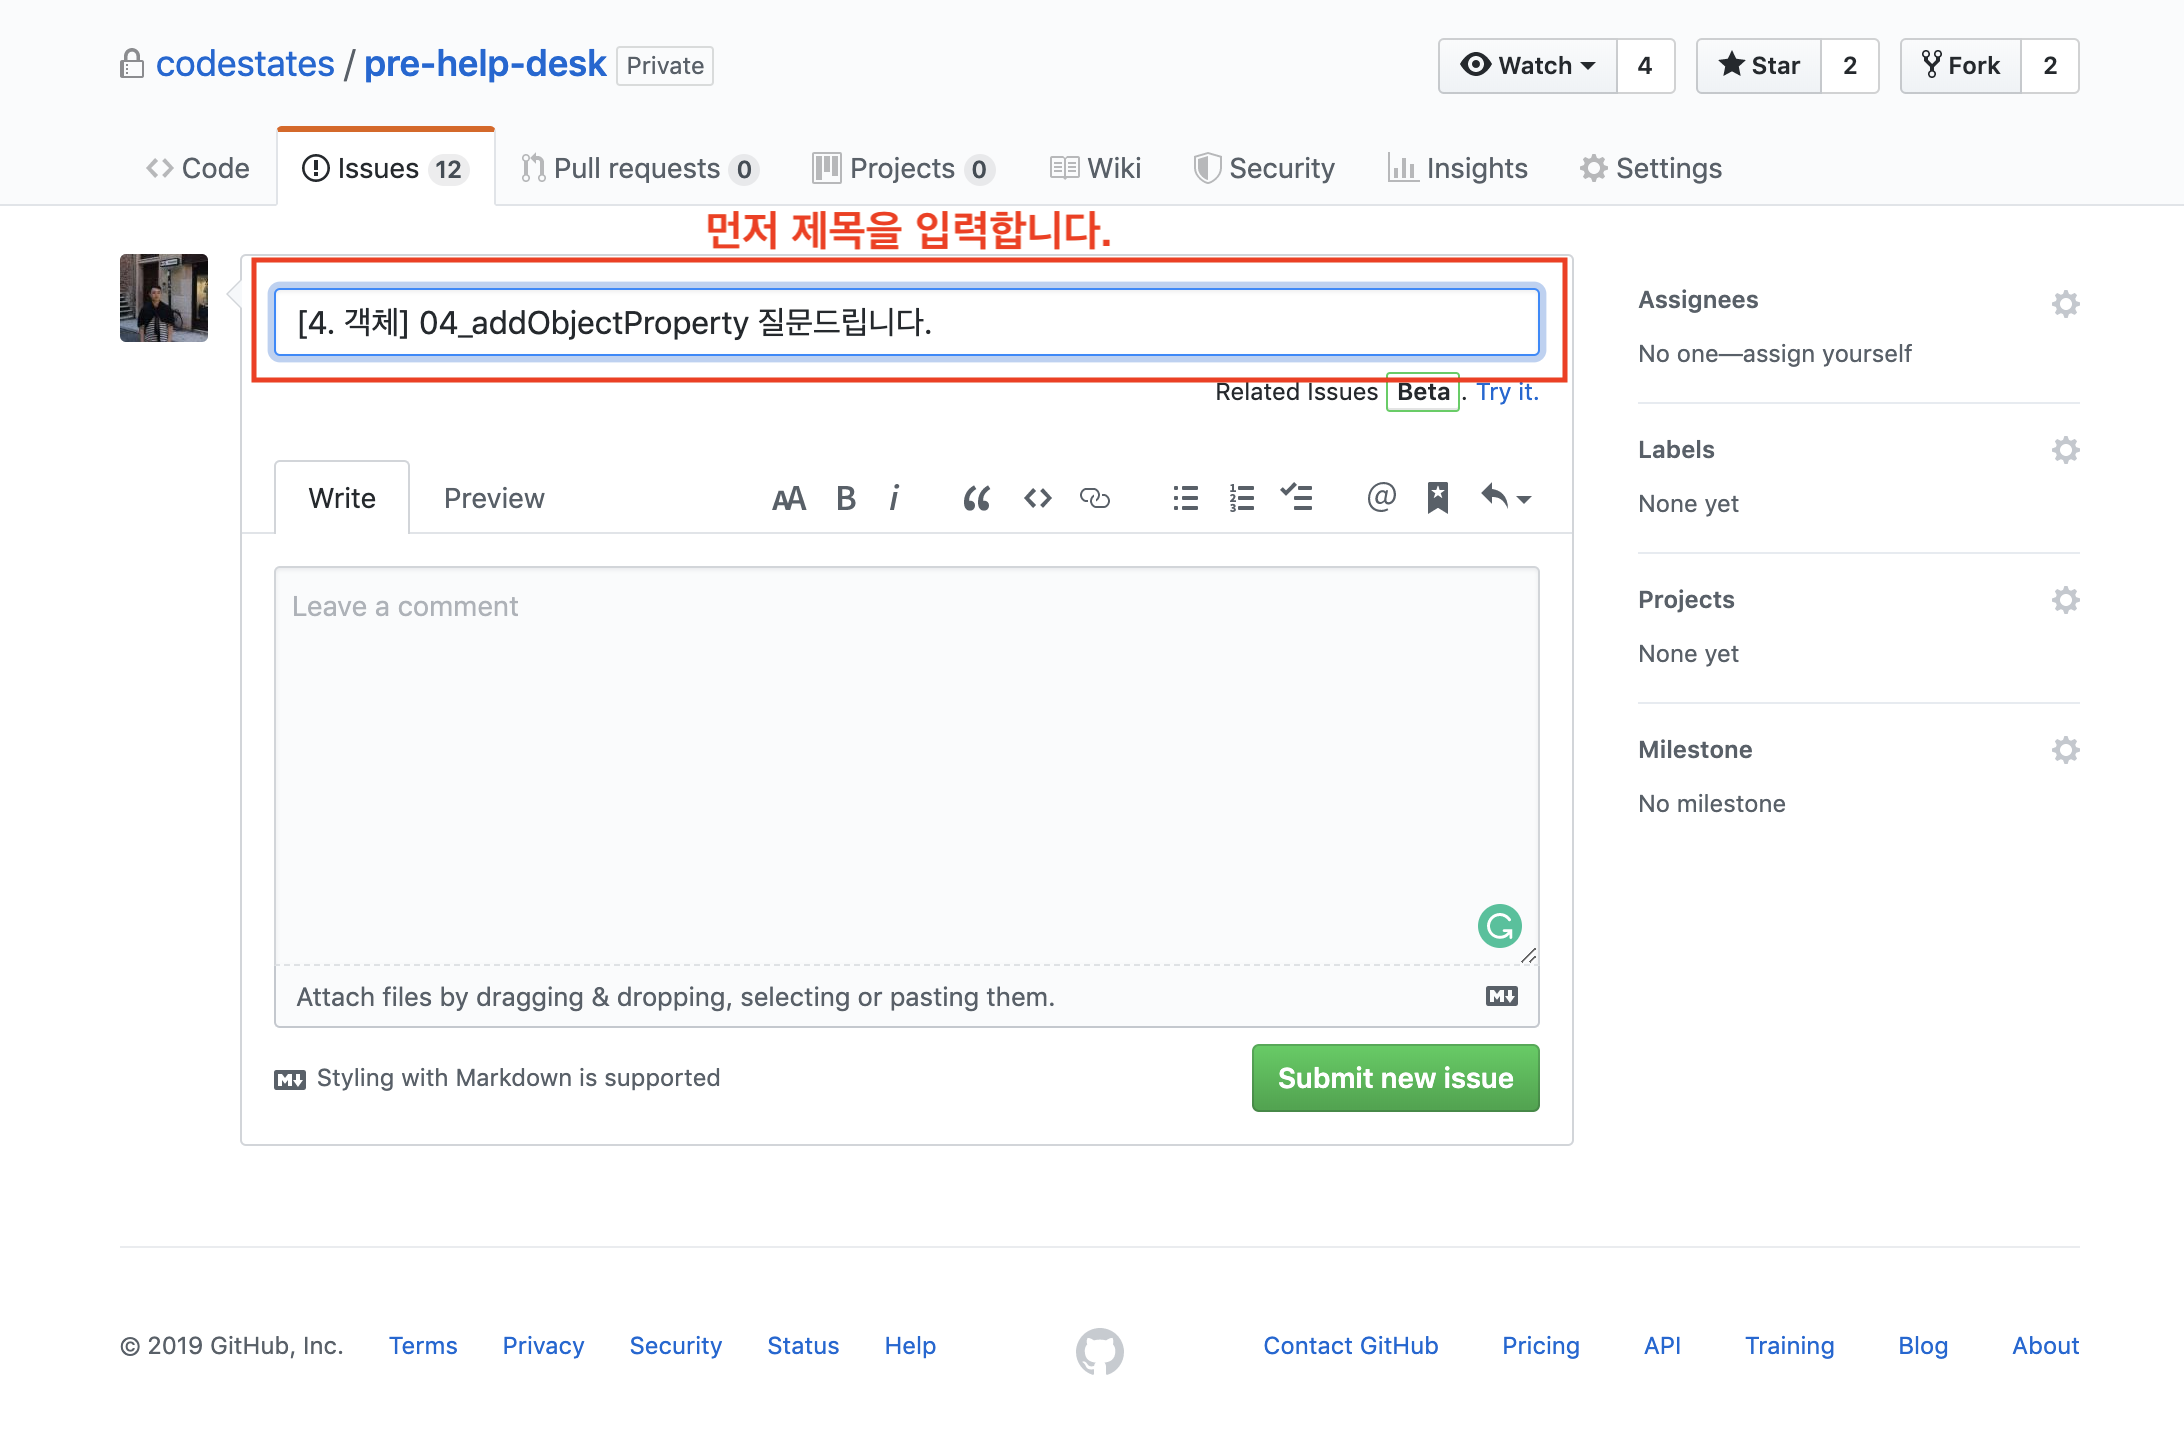 codestates / pre-help-desk Private
Watch 4 Star 2 Fork 2
Code Issues 12 Pull requests 0 Projects 0 Wiki Security Insights Settings
먼저 제목을 입력합니다.
[4. 객체] 04_addObjectProperty 질문드립니다.
Related Issues Beta . Try it.
Write Preview
AA B i
Leave a comment
Attach files by dragging & dropping, selecting or pasting them.
Styling with Markdown is supported
Submit new issue
Assignees
No one—assign yourself
Labels
None yet
Projects
None yet
Milestone
No milestone
© 2019 GitHub, Inc. Terms Privacy Security Status Help Contact GitHub Pricing API Training Blog About